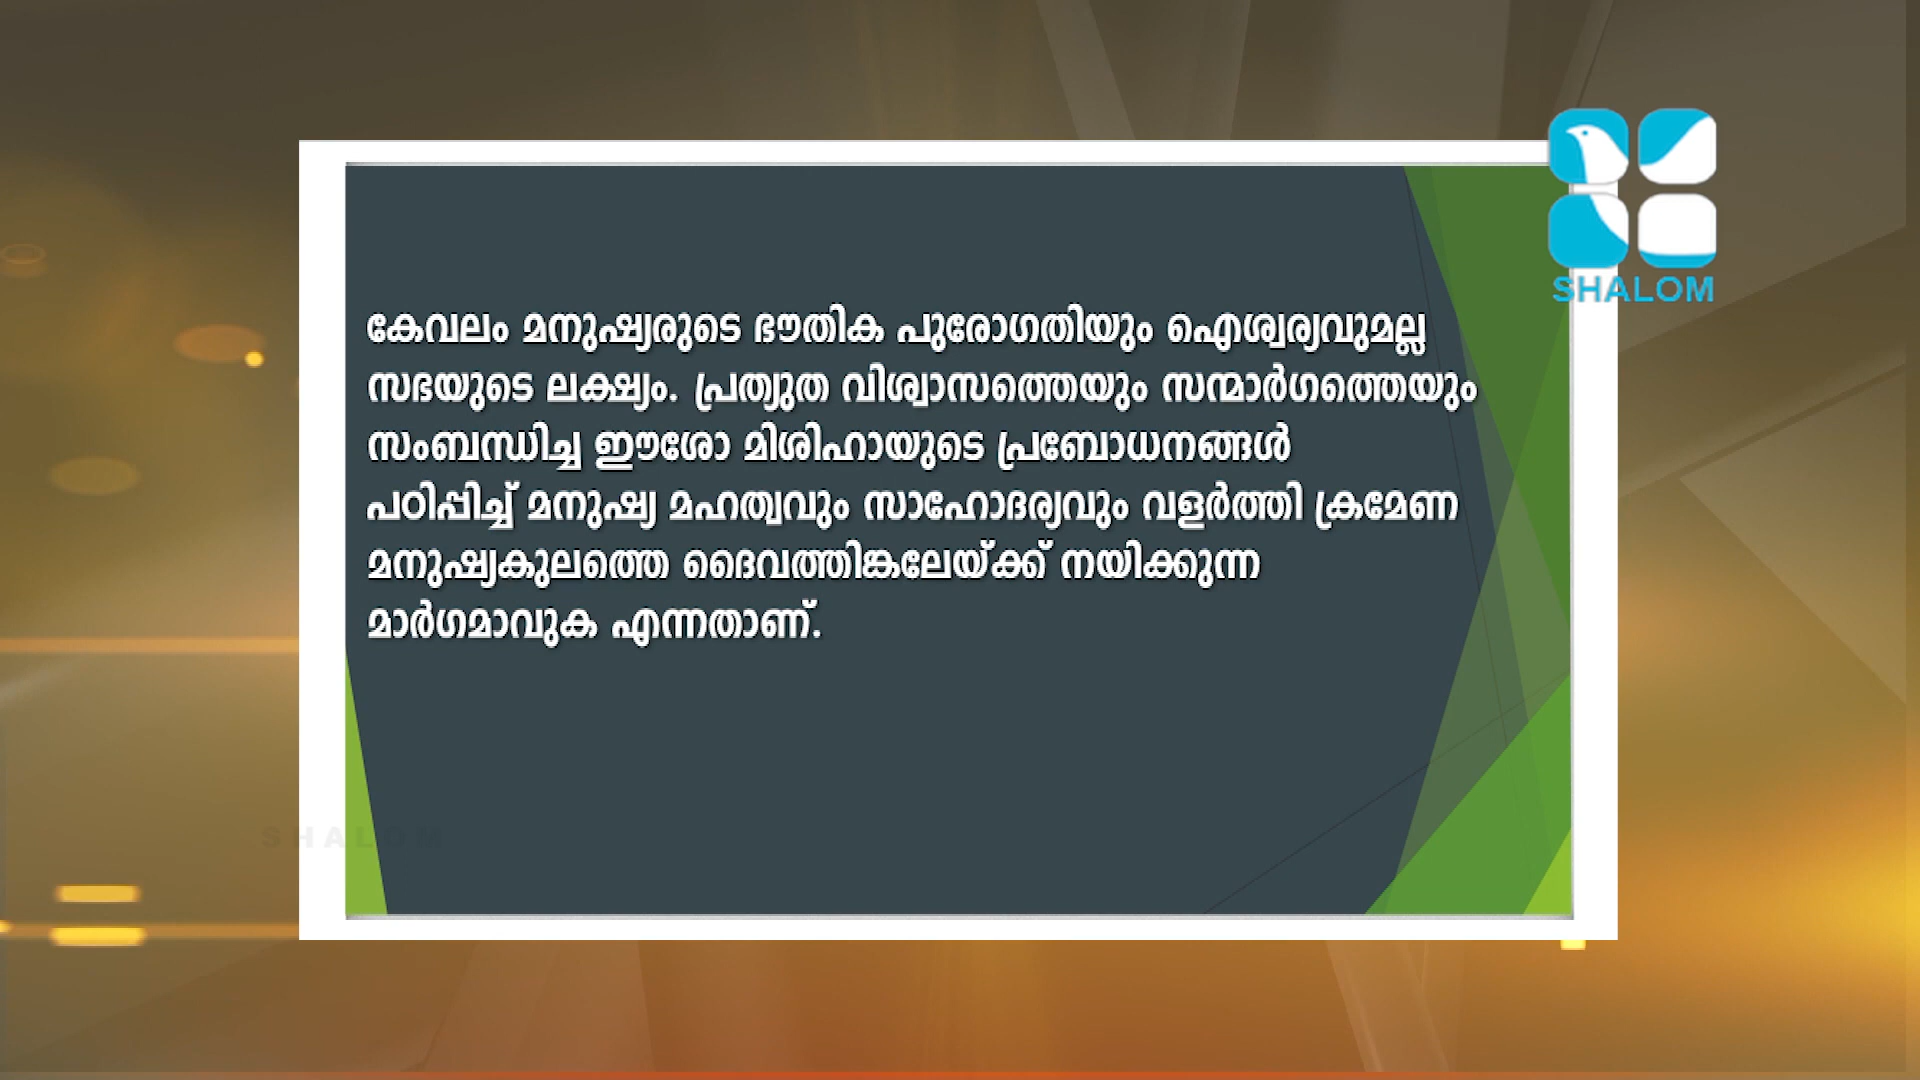 SHALOM
കേവലം മനുഷ്യരുടെ ഭൗതിക പുരോഗതിയും ഐശ്വര്യവുമല്ല
സഭയുടെ ലക്ഷ്യം. പ്രത്യുത വിശ്വാസത്തെയും സന്മാർഗത്തെയും
സംബന്ധിച്ച ഈശോ മിശിഹായുടെ പ്രബോധനങ്ങൾ
പഠിപ്പിച്ച് മനുഷ്യ മഹത്വവും സാഹോദര്യവും വളർത്തി ക്രമേണ
മനുഷ്യകുലത്തെ ദൈവത്തിങ്കലേയ്ക്ക് നയിക്കുന്ന
മാർഗമാവുക എന്നതാണ്.
SHALOM